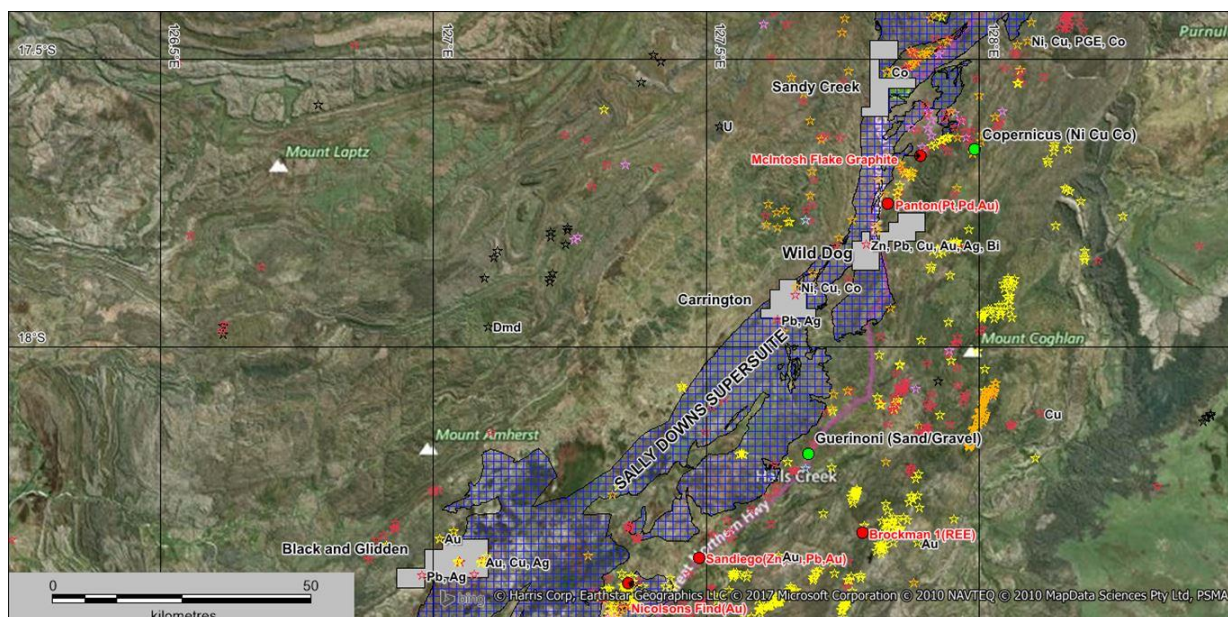 17.5°S
126.5°E
127°E
127.5°E
128°E
Purnul
Ni, Cu, PGE, Co
Co
Sandy Creek
U
Copernicus (Ni Cu Co)
Mount Laptz
McIntosh Flake Graphite
Panton(Pt,Pd,Au)
Zn, Pb, Cu, Au, Ag, Bi
Wild Dog
Ni, Cu, Co
Carrington
Pb, Ag
Dmd
18°S
Mount Coghlan
SALLY DOWNS SUPERSUITE
Cu
Mount Amherst
Guerinoni (Sand/Gravel)
Halls Creek
Northern Hwy
Brockman 1(REE)
Au
Black and Glidden
Au
Au, Cu, Ag
Au
Pb, Ag
Nicolsons Find(Au)
0 50
kilometres
bing
© Harris Corp, Earthstar Geographics LLC © 2017 Microsoft Corporation © 2010 NAVTEQ © 2010 MapData Sciences Pty Ltd, PSMA